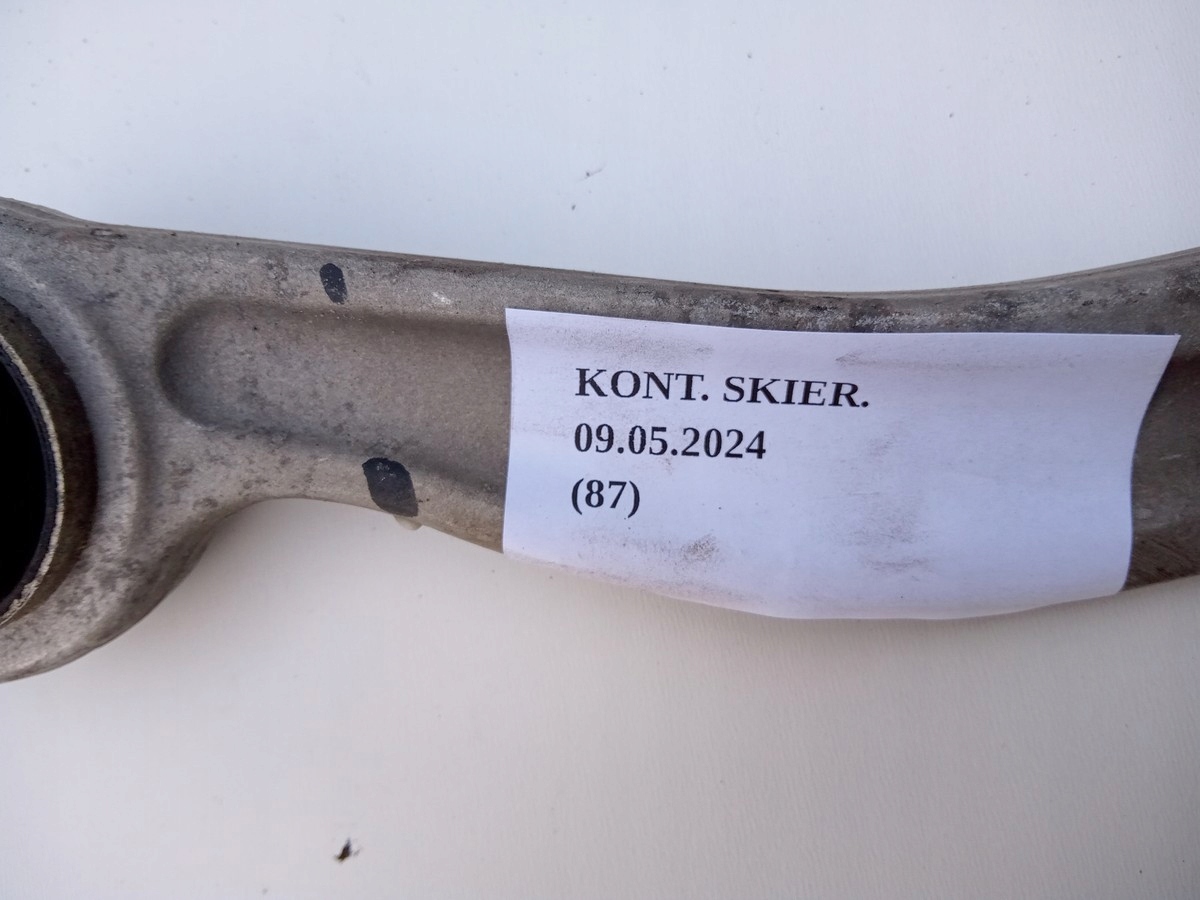 KONT. SKIER.
09.05.2024
(87)